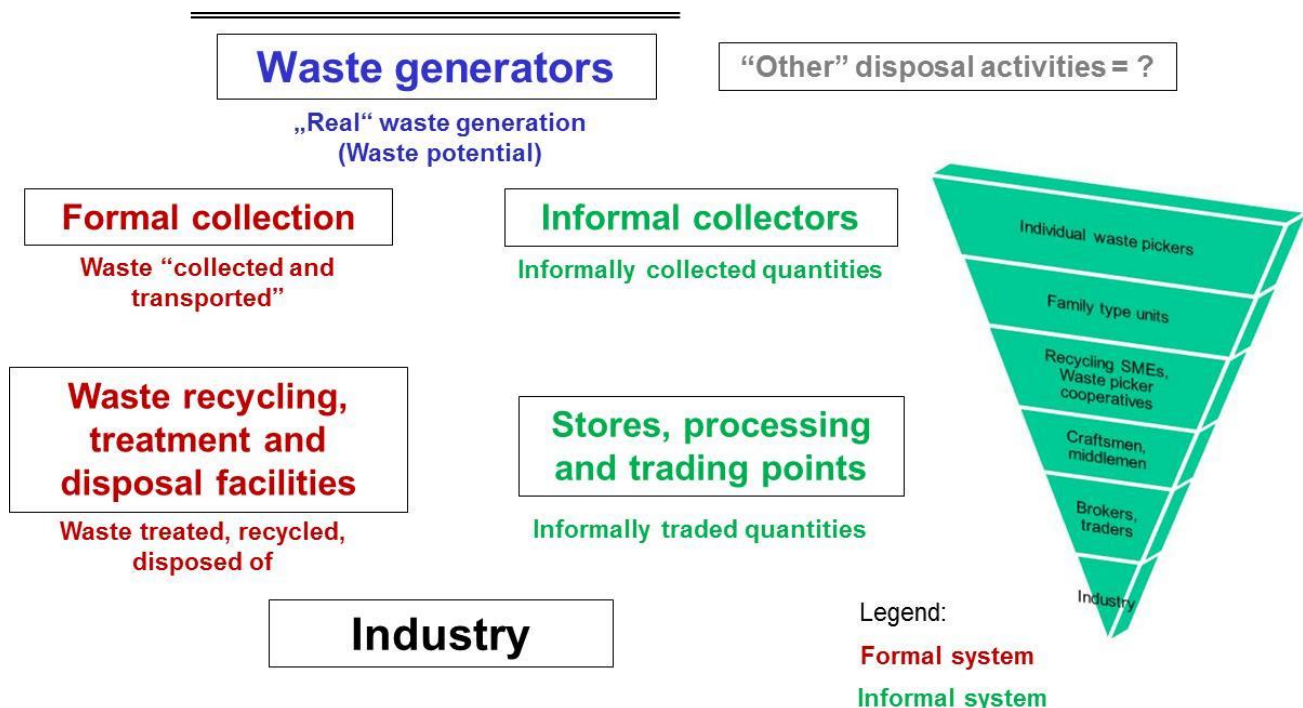 Waste generators
“Other” disposal activities = ?
„Real“ waste generation
(Waste potential)
Formal collection
Waste “collected and
transported”
Informal collectors
Informally collected quantities
Waste recycling,
treatment and
disposal facilities
Waste treated, recycled,
disposed of
Stores, processing
and trading points
Informally traded quantities
Industry
Individual waste pickers
Family type units
Recycling SMEs,
Waste picker
cooperatives
Craftsmen,
middlemen
Brokers,
traders
Industry
Legend:
Formal system
Informal system